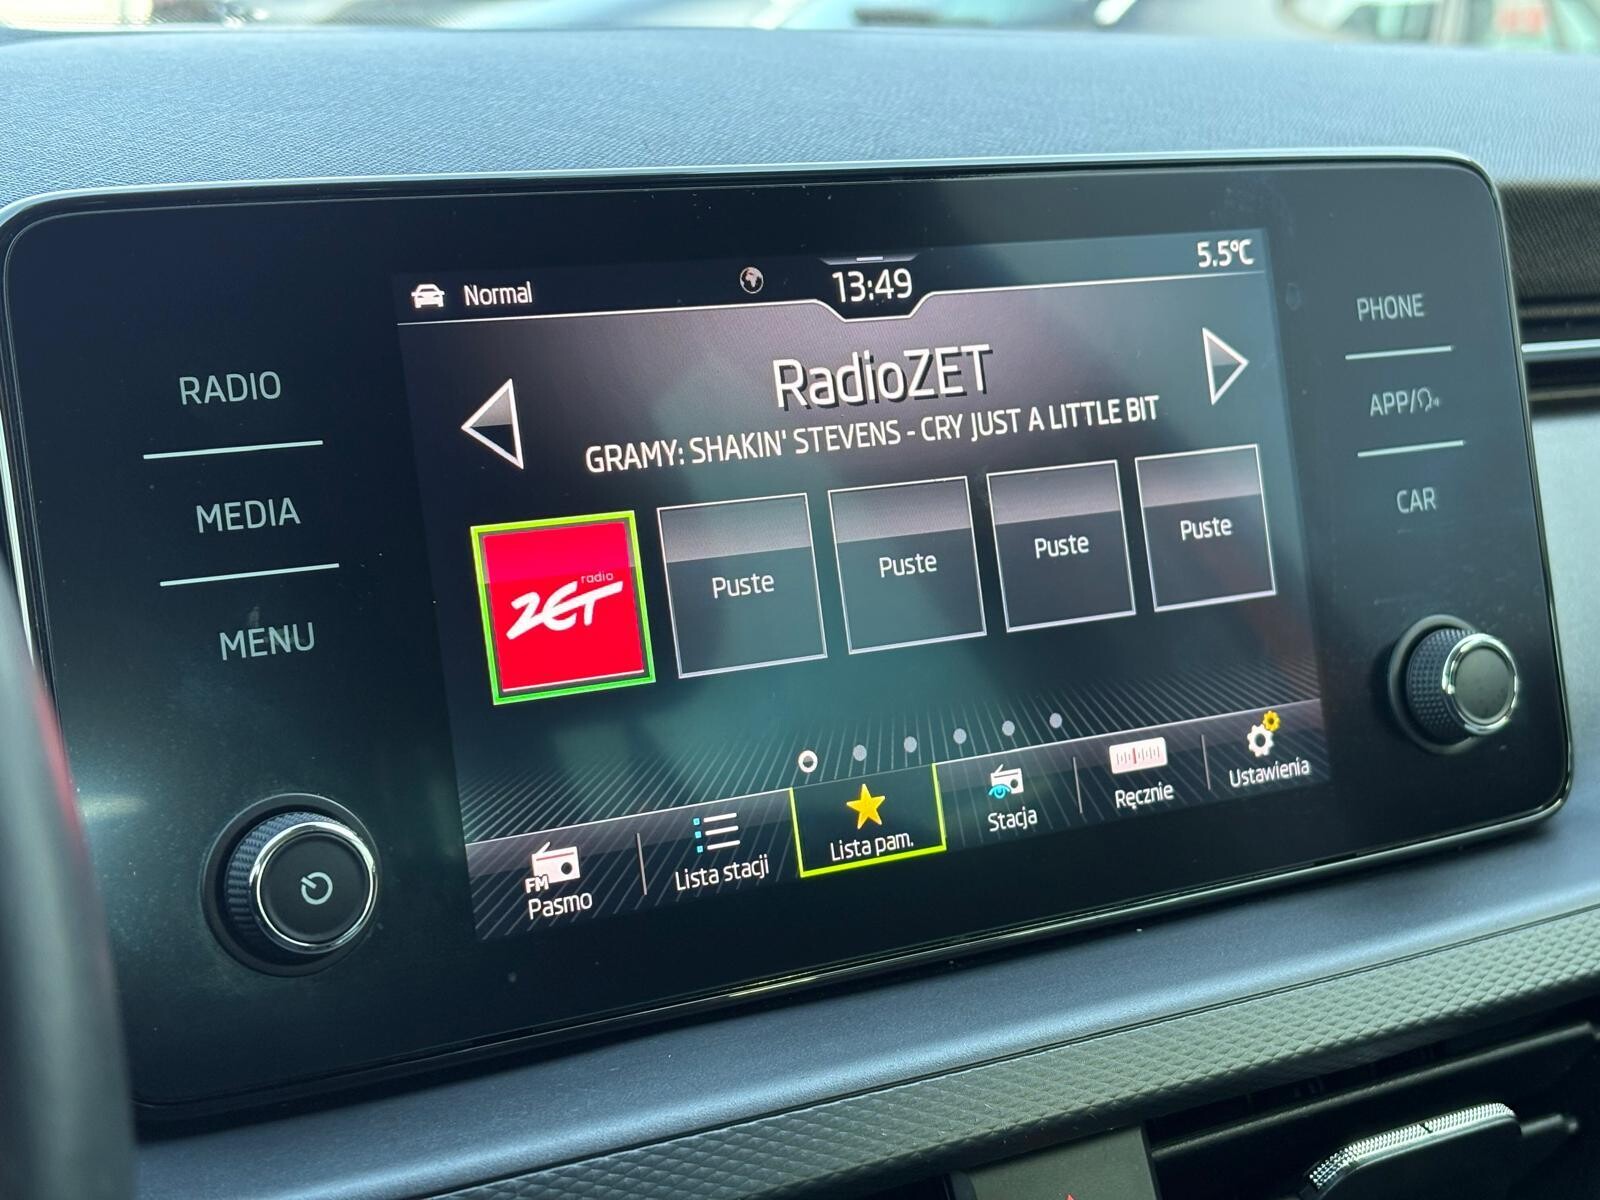 Normal
13:49
5.5°C
RADIO
MEDIA
MENU
RadioZET
GRAMY: SHAKIN' STEVENS - CRY JUST A LITTLE BIT
radio
ZET
Puste
Puste
Puste
Puste
FM
Pasmo
Lista stacji
Lista pam.
Stacja
Ręcznie
Ustawienia
PHONE
APP/
CAR